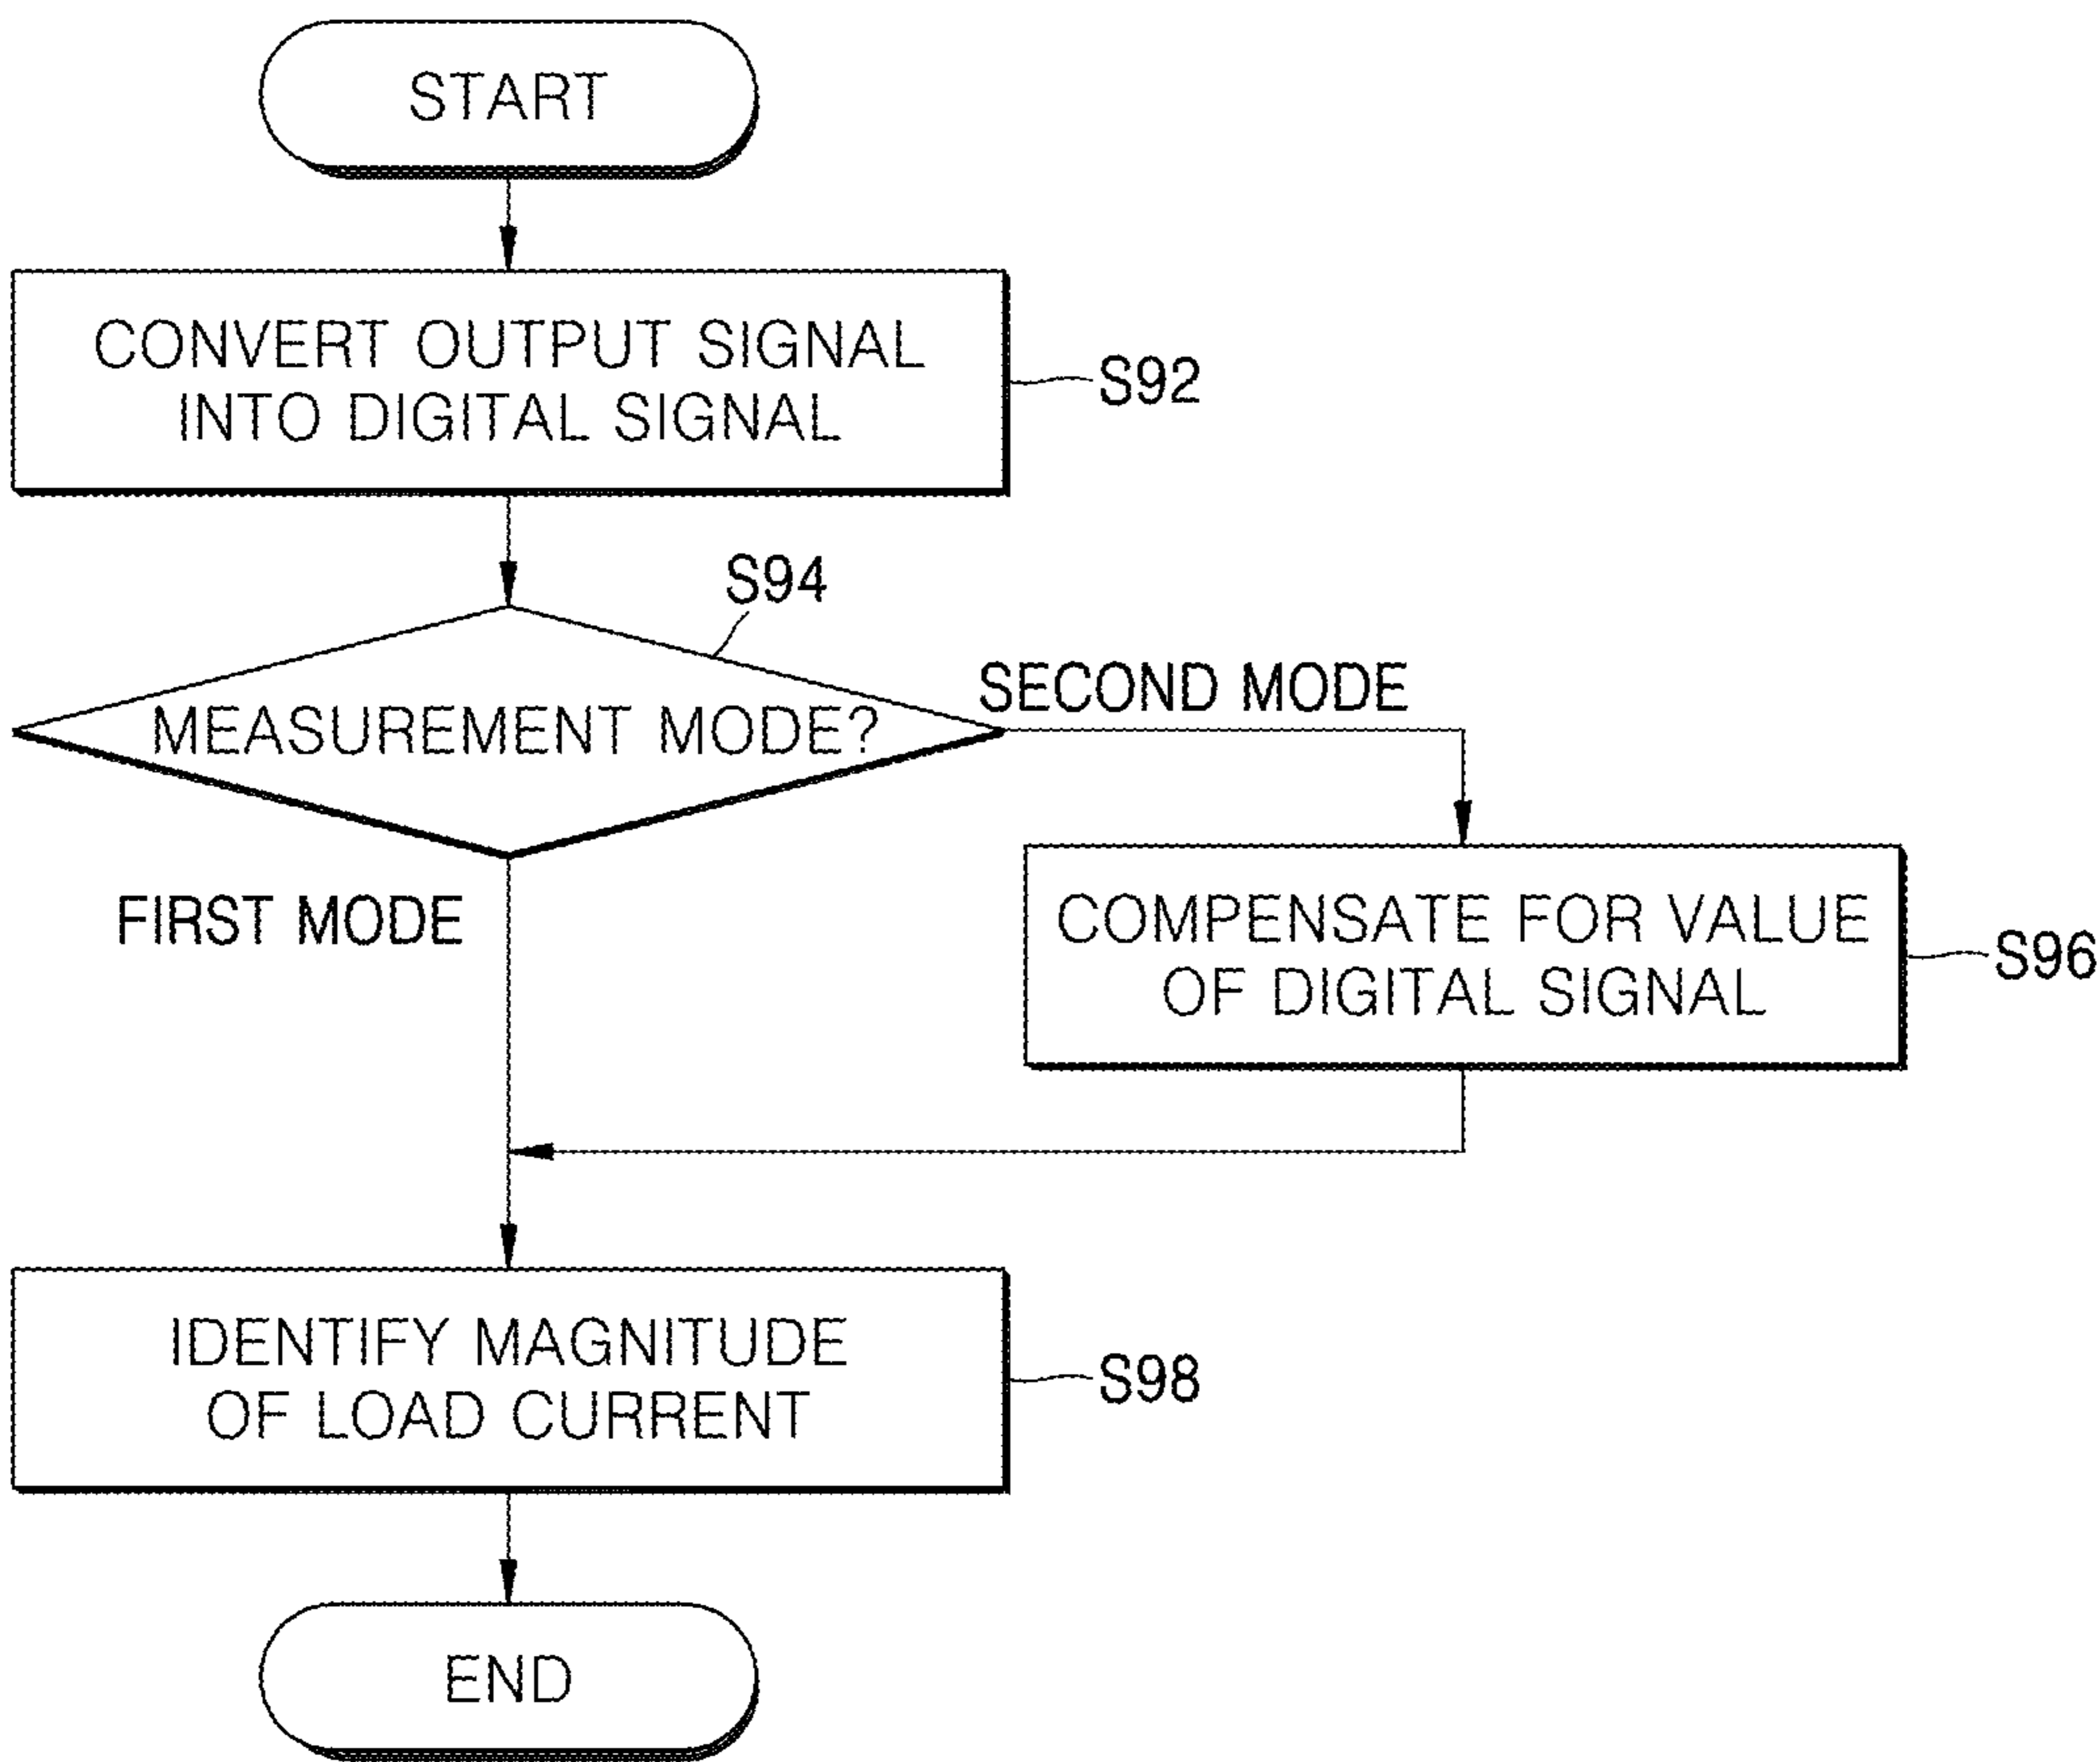 START
CONVERT OUTPUT SIGNAL
INTO DIGITAL SIGNAL
S92
S94
MEASUREMENT MODE?
SECOND MODE
FIRST MODE
COMPENSATE FOR VALUE
OF DIGITAL SIGNAL
S96
IDENTIFY MAGNITUDE
OF LOAD CURRENT
S98
END